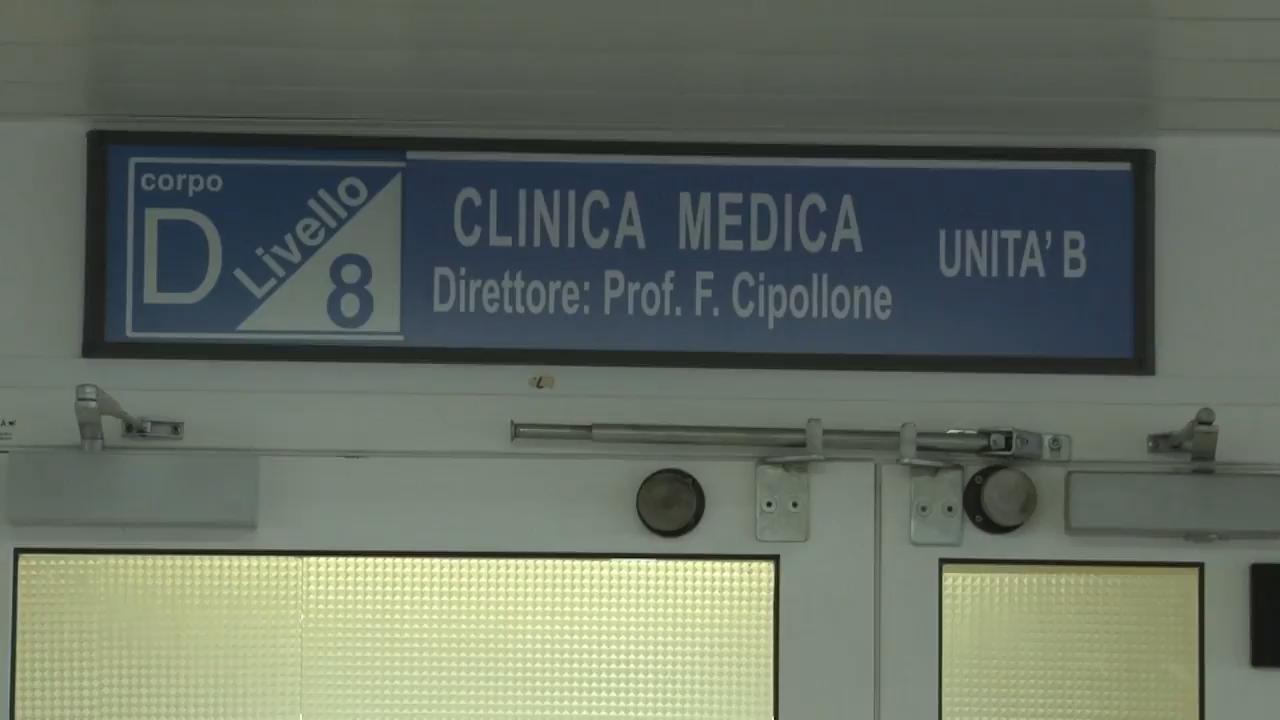 corpo
D
Livello
8
CLINICA MEDICA
Direttore: Prof. F. Cipollone
UNITA' B